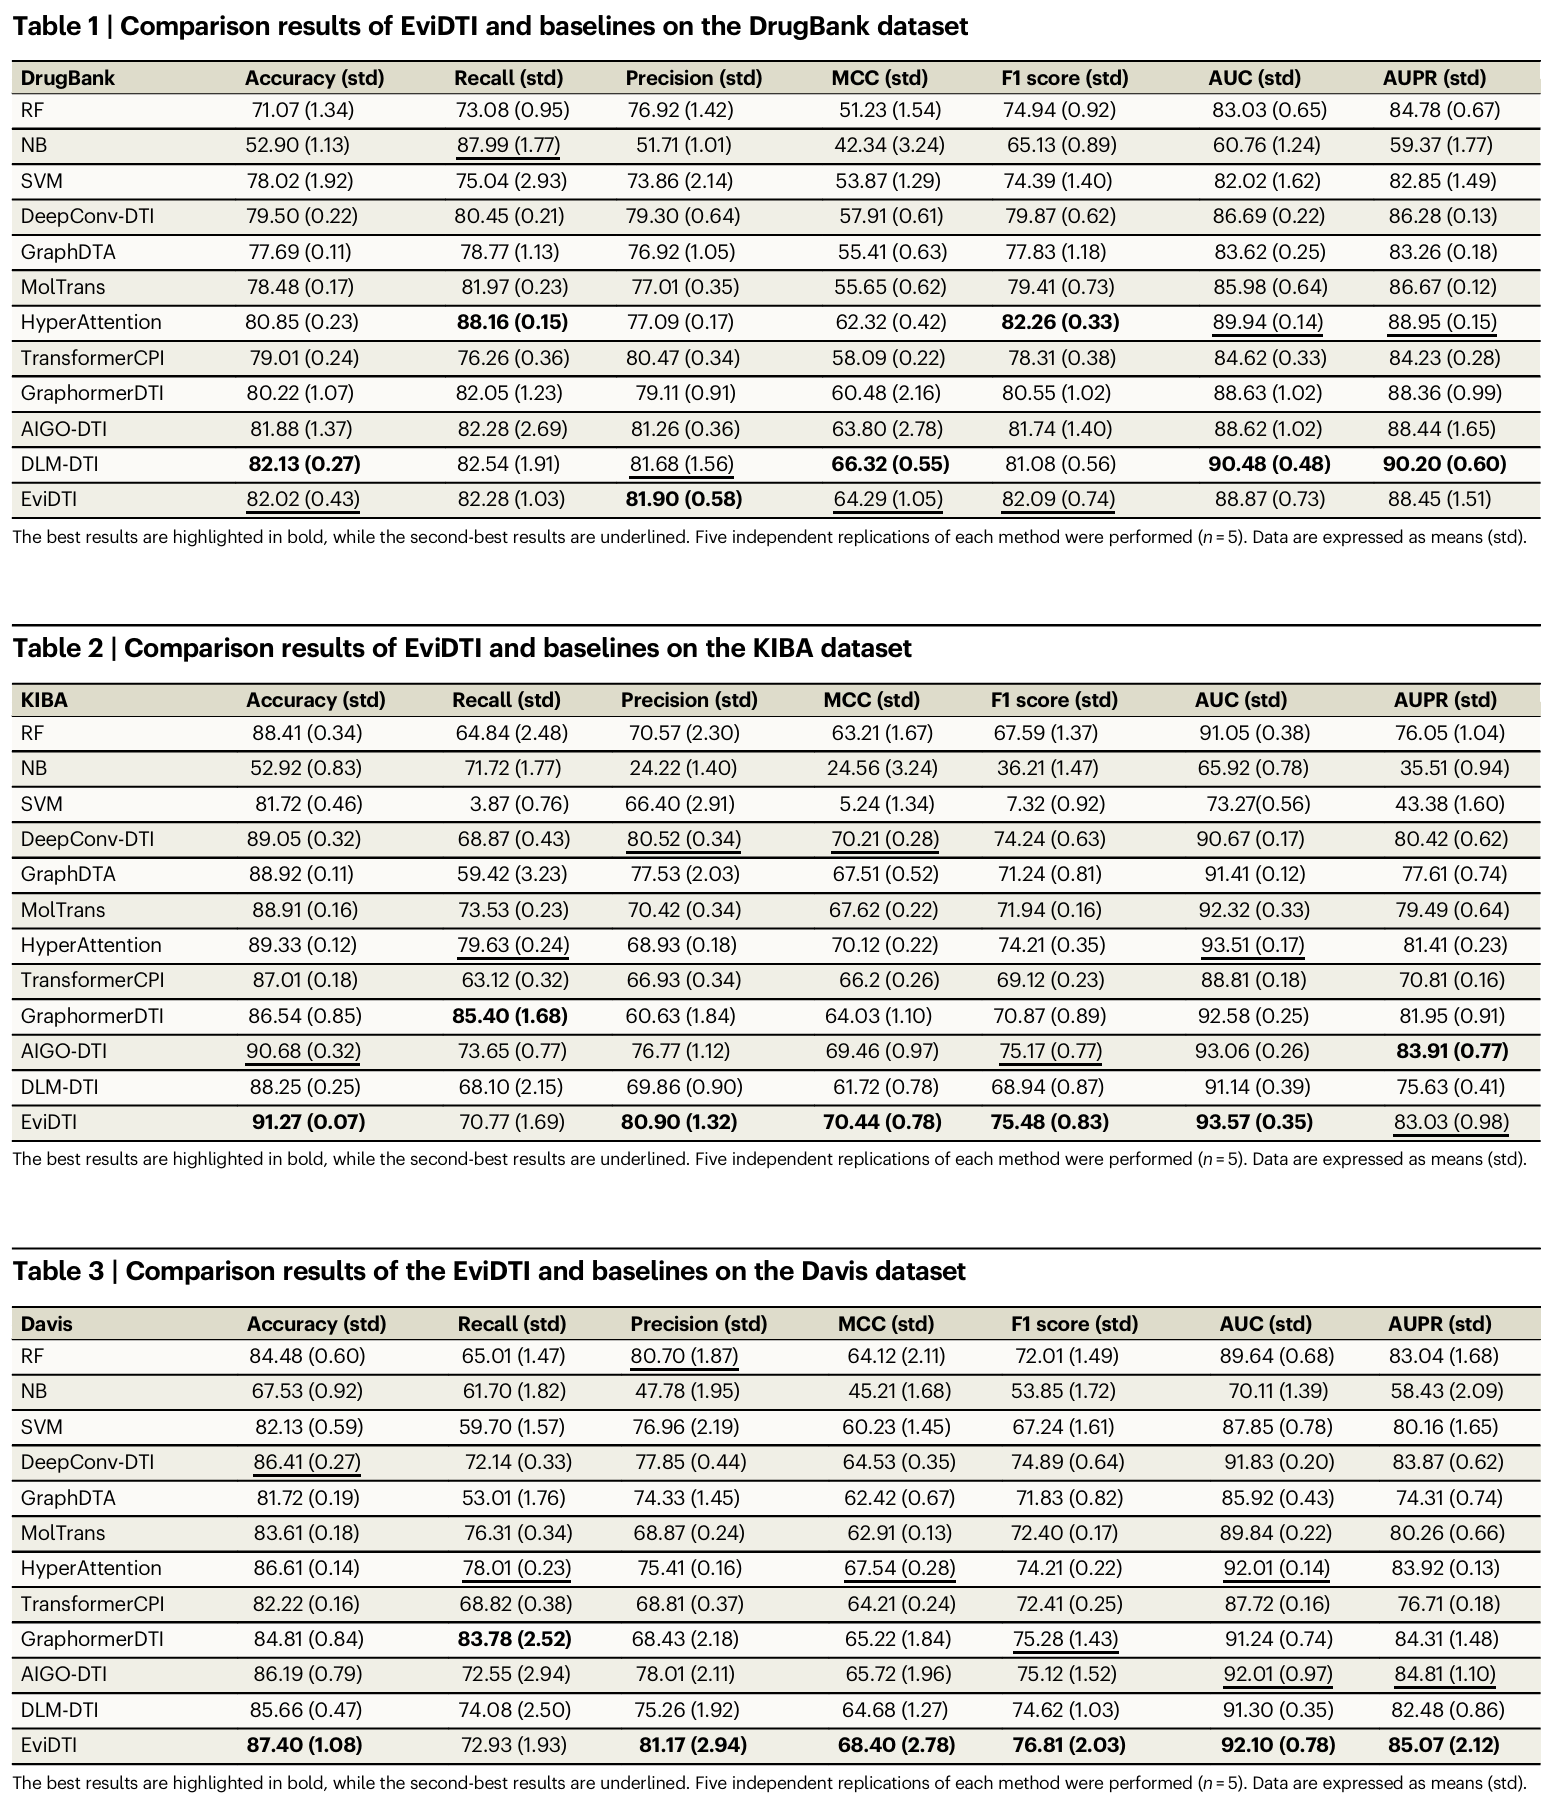 Table 1 | Comparison results of EviDTI and baselines on the DrugBank dataset
DrugBank Accuracy (std) Recall (std) Precision (std) MCC (std) F1 score (std) AUC (std) AUPR (std)
RF 71.07 (1.34) 73.08 (0.95) 76.92 (1.42) 51.23 (1.54) 74.94 (0.92) 83.03 (0.65) 84.78 (0.67)
NB 52.90 (1.13) 87.99 (1.77) 51.71 (1.01) 42.34 (3.24) 65.13 (0.89) 60.76 (1.24) 59.37 (1.77)
SVM 78.02 (1.92) 75.04 (2.93) 73.86 (2.14) 53.87 (1.29) 74.39 (1.40) 82.02 (1.62) 82.85 (1.49)
DeepConv-DTI 79.50 (0.22) 80.45 (0.21) 79.30 (0.64) 57.91 (0.61) 79.87 (0.62) 86.69 (0.22) 86.28 (0.13)
GraphDTA 77.69 (0.11) 78.77 (1.13) 76.92 (1.05) 55.41 (0.63) 77.83 (1.18) 83.62 (0.25) 83.26 (0.18)
MolTrans 78.48 (0.17) 81.97 (0.23) 77.01 (0.35) 55.65 (0.62) 79.41 (0.73) 85.98 (0.64) 86.67 (0.12)
HyperAttention 80.85 (0.23) 88.16 (0.15) 77.09 (0.17) 62.32 (0.42) 82.26 (0.33) 89.94 (0.14) 88.95 (0.15)
TransformerCPI 79.01 (0.24) 76.26 (0.36) 80.47 (0.34) 58.09 (0.22) 78.31 (0.38) 84.62 (0.33) 84.23 (0.28)
GraphormerDTI 80.22 (1.07) 82.05 (1.23) 79.11 (0.91) 60.48 (2.16) 80.55 (1.02) 88.63 (1.02) 88.36 (0.99)
AIGO-DTI 81.88 (1.37) 82.28 (2.69) 81.26 (0.36) 63.80 (2.78) 81.74 (1.40) 88.62 (1.02) 88.44 (1.65)
DLM-DTI 82.13 (0.27) 82.54 (1.91) 81.68 (1.56) 66.32 (0.55) 81.08 (0.56) 90.48 (0.48) 90.20 (0.60)
EviDTI 82.02 (0.43) 82.28 (1.03) 81.90 (0.58) 64.29 (1.05) 82.09 (0.74) 88.87 (0.73) 88.45 (1.51)
The best results are highlighted in bold, while the second-best results are underlined. Five independent replications of each method were performed (n = 5). Data are expressed as means (std).
Table 2 | Comparison results of EviDTI and baselines on the KIBA dataset
KIBA Accuracy (std) Recall (std) Precision (std) MCC (std) F1 score (std) AUC (std) AUPR (std)
RF 88.41 (0.34) 64.84 (2.48) 70.57 (2.30) 63.21 (1.67) 67.59 (1.37) 91.05 (0.38) 76.05 (1.04)
NB 52.92 (0.83) 71.72 (1.77) 24.22 (1.40) 24.56 (3.24) 36.21 (1.47) 65.92 (0.78) 35.51 (0.94)
SVM 81.72 (0.46) 3.87 (0.76) 66.40 (2.91) 5.24 (1.34) 7.32 (0.92) 73.27(0.56) 43.38 (1.60)
DeepConv-DTI 89.05 (0.32) 68.87 (0.43) 80.52 (0.34) 70.21 (0.28) 74.24 (0.63) 90.67 (0.17) 80.42 (0.62)
GraphDTA 88.92 (0.11) 59.42 (3.23) 77.53 (2.03) 67.51 (0.52) 71.24 (0.81) 91.41 (0.12) 77.61 (0.74)
MolTrans 88.91 (0.16) 73.53 (0.23) 70.42 (0.34) 67.62 (0.22) 71.94 (0.16) 92.32 (0.33) 79.49 (0.64)
HyperAttention 89.33 (0.12) 79.63 (0.24) 68.93 (0.18) 70.12 (0.22) 74.21 (0.35) 93.51 (0.17) 81.41 (0.23)
TransformerCPI 87.01 (0.18) 63.12 (0.32) 66.93 (0.34) 66.2 (0.26) 69.12 (0.23) 88.81 (0.18) 70.81 (0.16)
GraphormerDTI 86.54 (0.85) 85.40 (1.68) 60.63 (1.84) 64.03 (1.10) 70.87 (0.89) 92.58 (0.25) 81.95 (0.91)
AIGO-DTI 90.68 (0.32) 73.65 (0.77) 76.77 (1.12) 69.46 (0.97) 75.17 (0.77) 93.06 (0.26) 83.91 (0.77)
DLM-DTI 88.25 (0.25) 68.10 (2.15) 69.86 (0.90) 61.72 (0.78) 68.94 (0.87) 91.14 (0.39) 75.63 (0.41)
EviDTI 91.27 (0.07) 70.77 (1.69) 80.90 (1.32) 70.44 (0.78) 75.48 (0.83) 93.57 (0.35) 83.03 (0.98)
The best results are highlighted in bold, while the second-best results are underlined. Five independent replications of each method were performed (n = 5). Data are expressed as means (std).
Table 3 | Comparison results of the EviDTI and baselines on the Davis dataset
Davis Accuracy (std) Recall (std) Precision (std) MCC (std) F1 score (std) AUC (std) AUPR (std)
RF 84.48 (0.60) 65.01 (1.47) 80.70 (1.87) 64.12 (2.11) 72.01 (1.49) 89.64 (0.68) 83.04 (1.68)
NB 67.53 (0.92) 61.70 (1.82) 47.78 (1.95) 45.21 (1.68) 53.85 (1.72) 70.11 (1.39) 58.43 (2.09)
SVM 82.13 (0.59) 59.70 (1.57) 76.96 (2.19) 60.23 (1.45) 67.24 (1.61) 87.85 (0.78) 80.16 (1.65)
DeepConv-DTI 86.41 (0.27) 72.14 (0.33) 77.85 (0.44) 64.53 (0.35) 74.89 (0.64) 91.83 (0.20) 83.87 (0.62)
GraphDTA 81.72 (0.19) 53.01 (1.76) 74.33 (1.45) 62.42 (0.67) 71.83 (0.82) 85.92 (0.43) 74.31 (0.74)
MolTrans 83.61 (0.18) 76.31 (0.34) 68.87 (0.24) 62.91 (0.13) 72.40 (0.17) 89.84 (0.22) 80.26 (0.66)
HyperAttention 86.61 (0.14) 78.01 (0.23) 75.41 (0.16) 67.54 (0.28) 74.21 (0.22) 92.01 (0.14) 83.92 (0.13)
TransformerCPI 82.22 (0.16) 68.82 (0.38) 68.81 (0.37) 64.21 (0.24) 72.41 (0.25) 87.72 (0.16) 76.71 (0.18)
GraphormerDTI 84.81 (0.84) 83.78 (2.52) 68.43 (2.18) 65.22 (1.84) 75.28 (1.43) 91.24 (0.74) 84.31 (1.48)
AIGO-DTI 86.19 (0.79) 72.55 (2.94) 78.01 (2.11) 65.72 (1.96) 75.12 (1.52) 92.01 (0.97) 84.81 (1.10)
DLM-DTI 85.66 (0.47) 74.08 (2.50) 75.26 (1.92) 64.68 (1.27) 74.62 (1.03) 91.30 (0.35) 82.48 (0.86)
EviDTI 87.40 (1.08) 72.93 (1.93) 81.17 (2.94) 68.40 (2.78) 76.81 (2.03) 92.10 (0.78) 85.07 (2.12)
The best results are highlighted in bold, while the second-best results are underlined. Five independent replications of each method were performed (n = 5). Data are expressed as means (std).